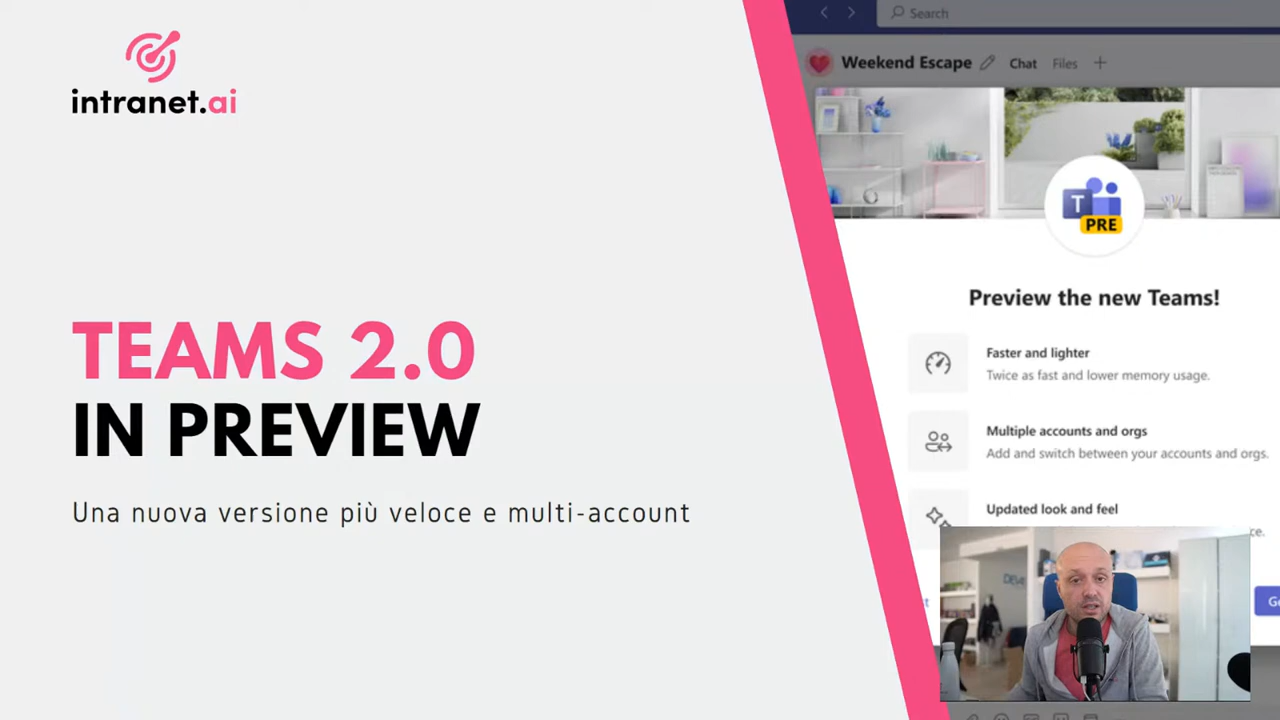 intranet.ai
TEAMS 2.0
IN PREVIEW
Una nuova versione più veloce e multi-account
Search
Weekend Escape
Chat
Files
T
PRE
Preview the new Teams!
Faster and lighter
Twice as fast and lower memory usage.
Multiple accounts and orgs
Add and switch between your accounts and orgs.
Updated look and feel